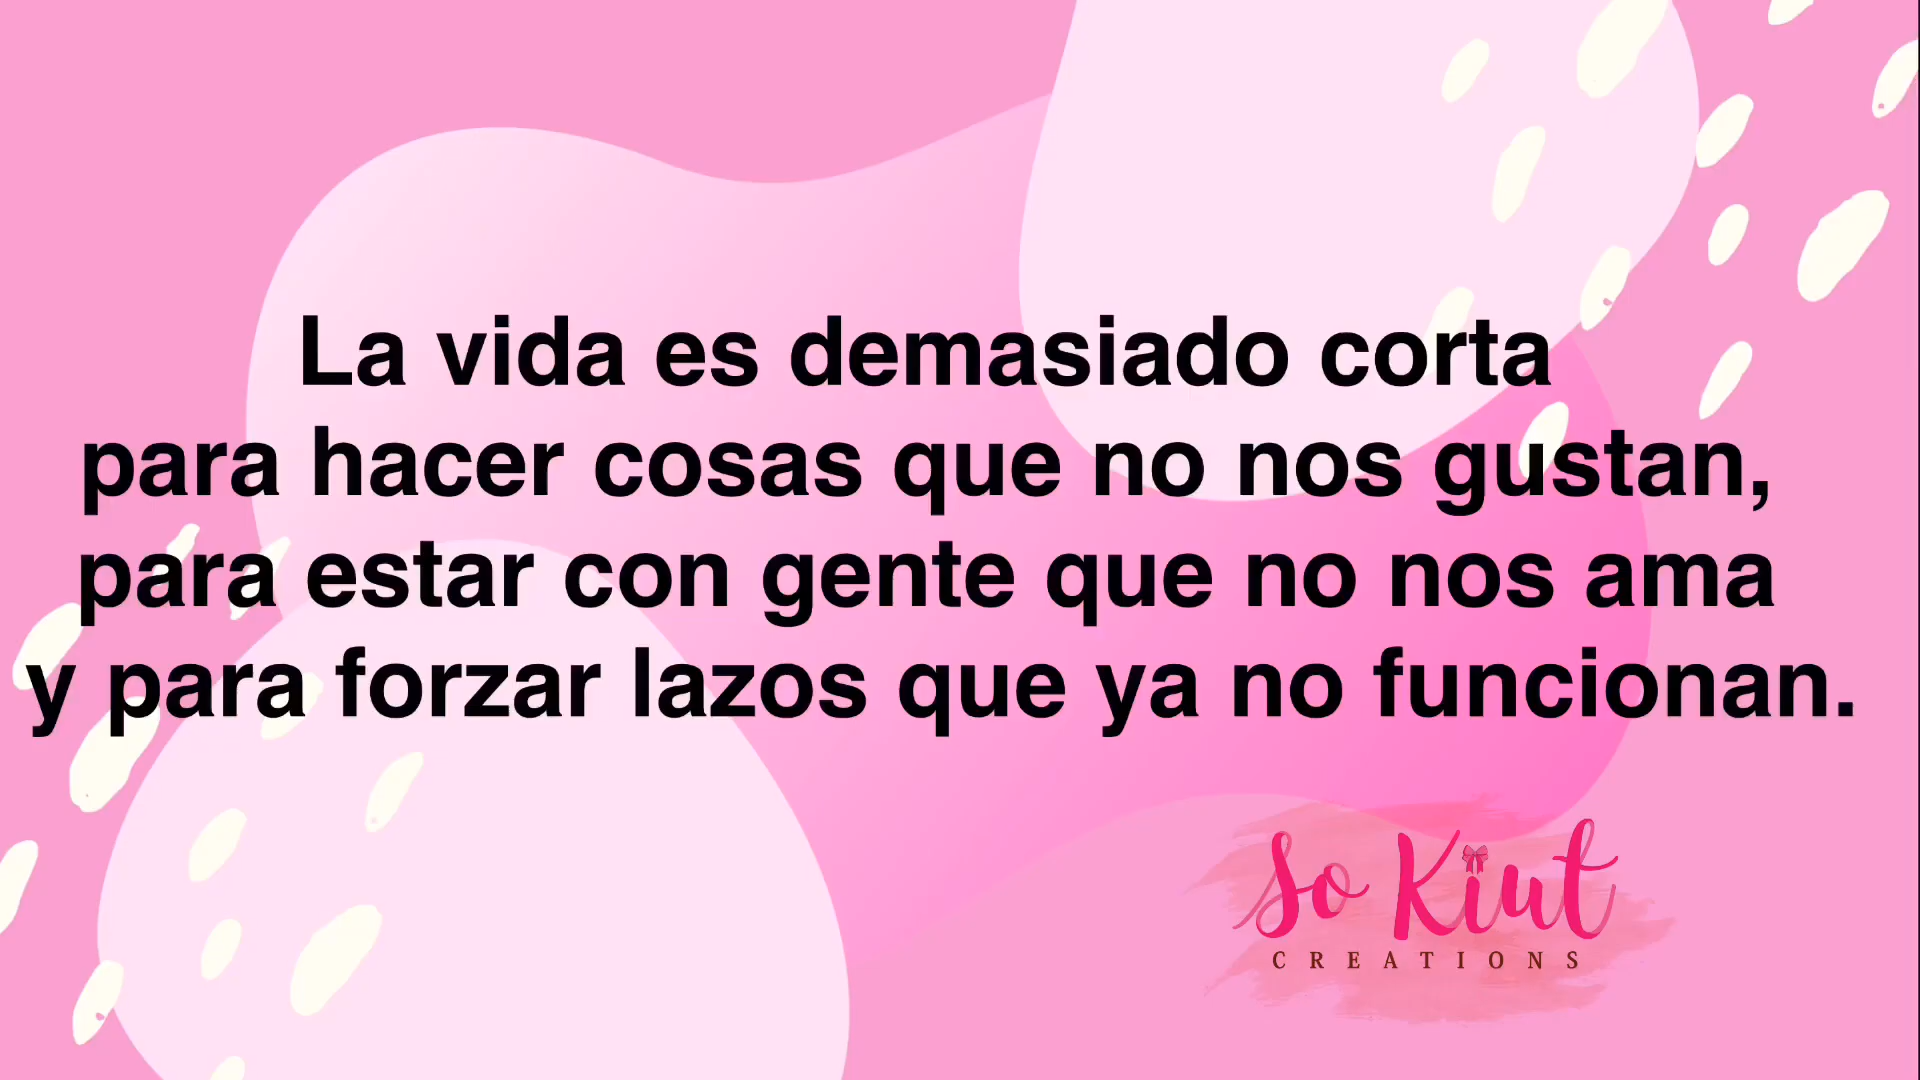 La vida es demasiado corta
para hacer cosas que no nos gustan,
para estar con gente que no nos ama
y para forzar lazos que ya no funcionan.
So Kiut
CREATIONS